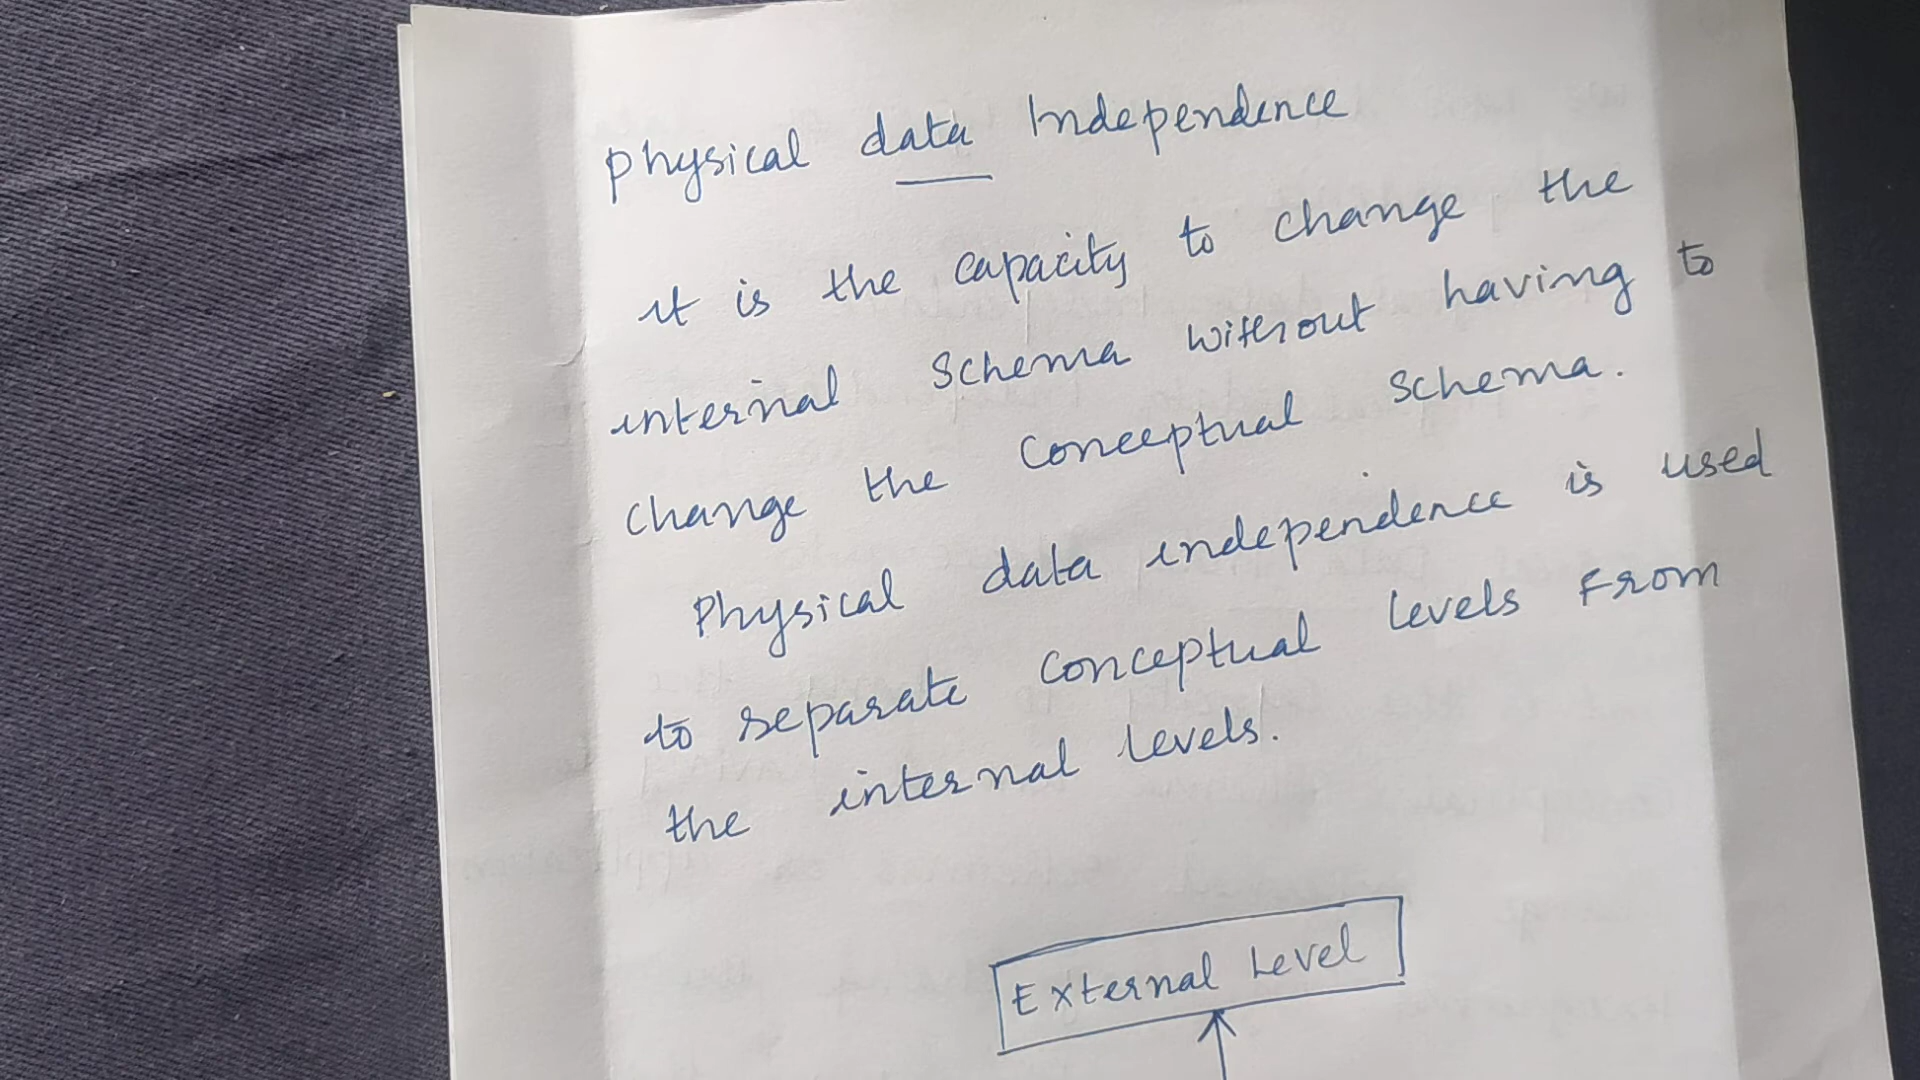 Physical data Independence
it is the capacity to change the
internal Schema without having to
change the Conceptual Schema.
Physical data independence is used
to separate conceptual levels From
the internal levels.
External Level